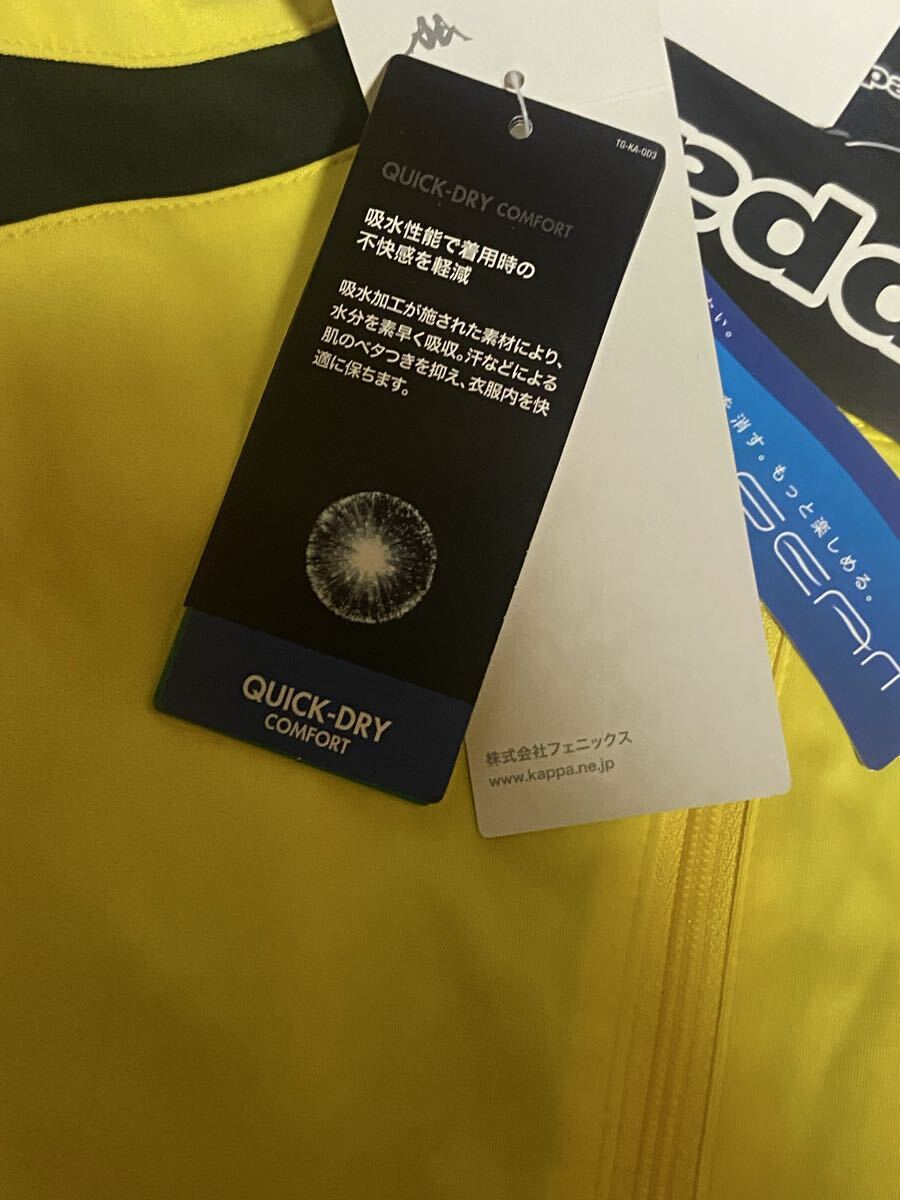 TG-KA-003
QUICK-DRY COMFORT
吸水性能で着用時の
不快感を軽減
吸水加工が施された素材により、
水分を素早く吸収。汗などによる
肌のベタつきを抑え、衣服内を快
適に保ちます。
QUICK-DRY
COMFORT
株式会社フェニックス
www.kappa.ne.jp
い。
を消す。もっと楽しめる。